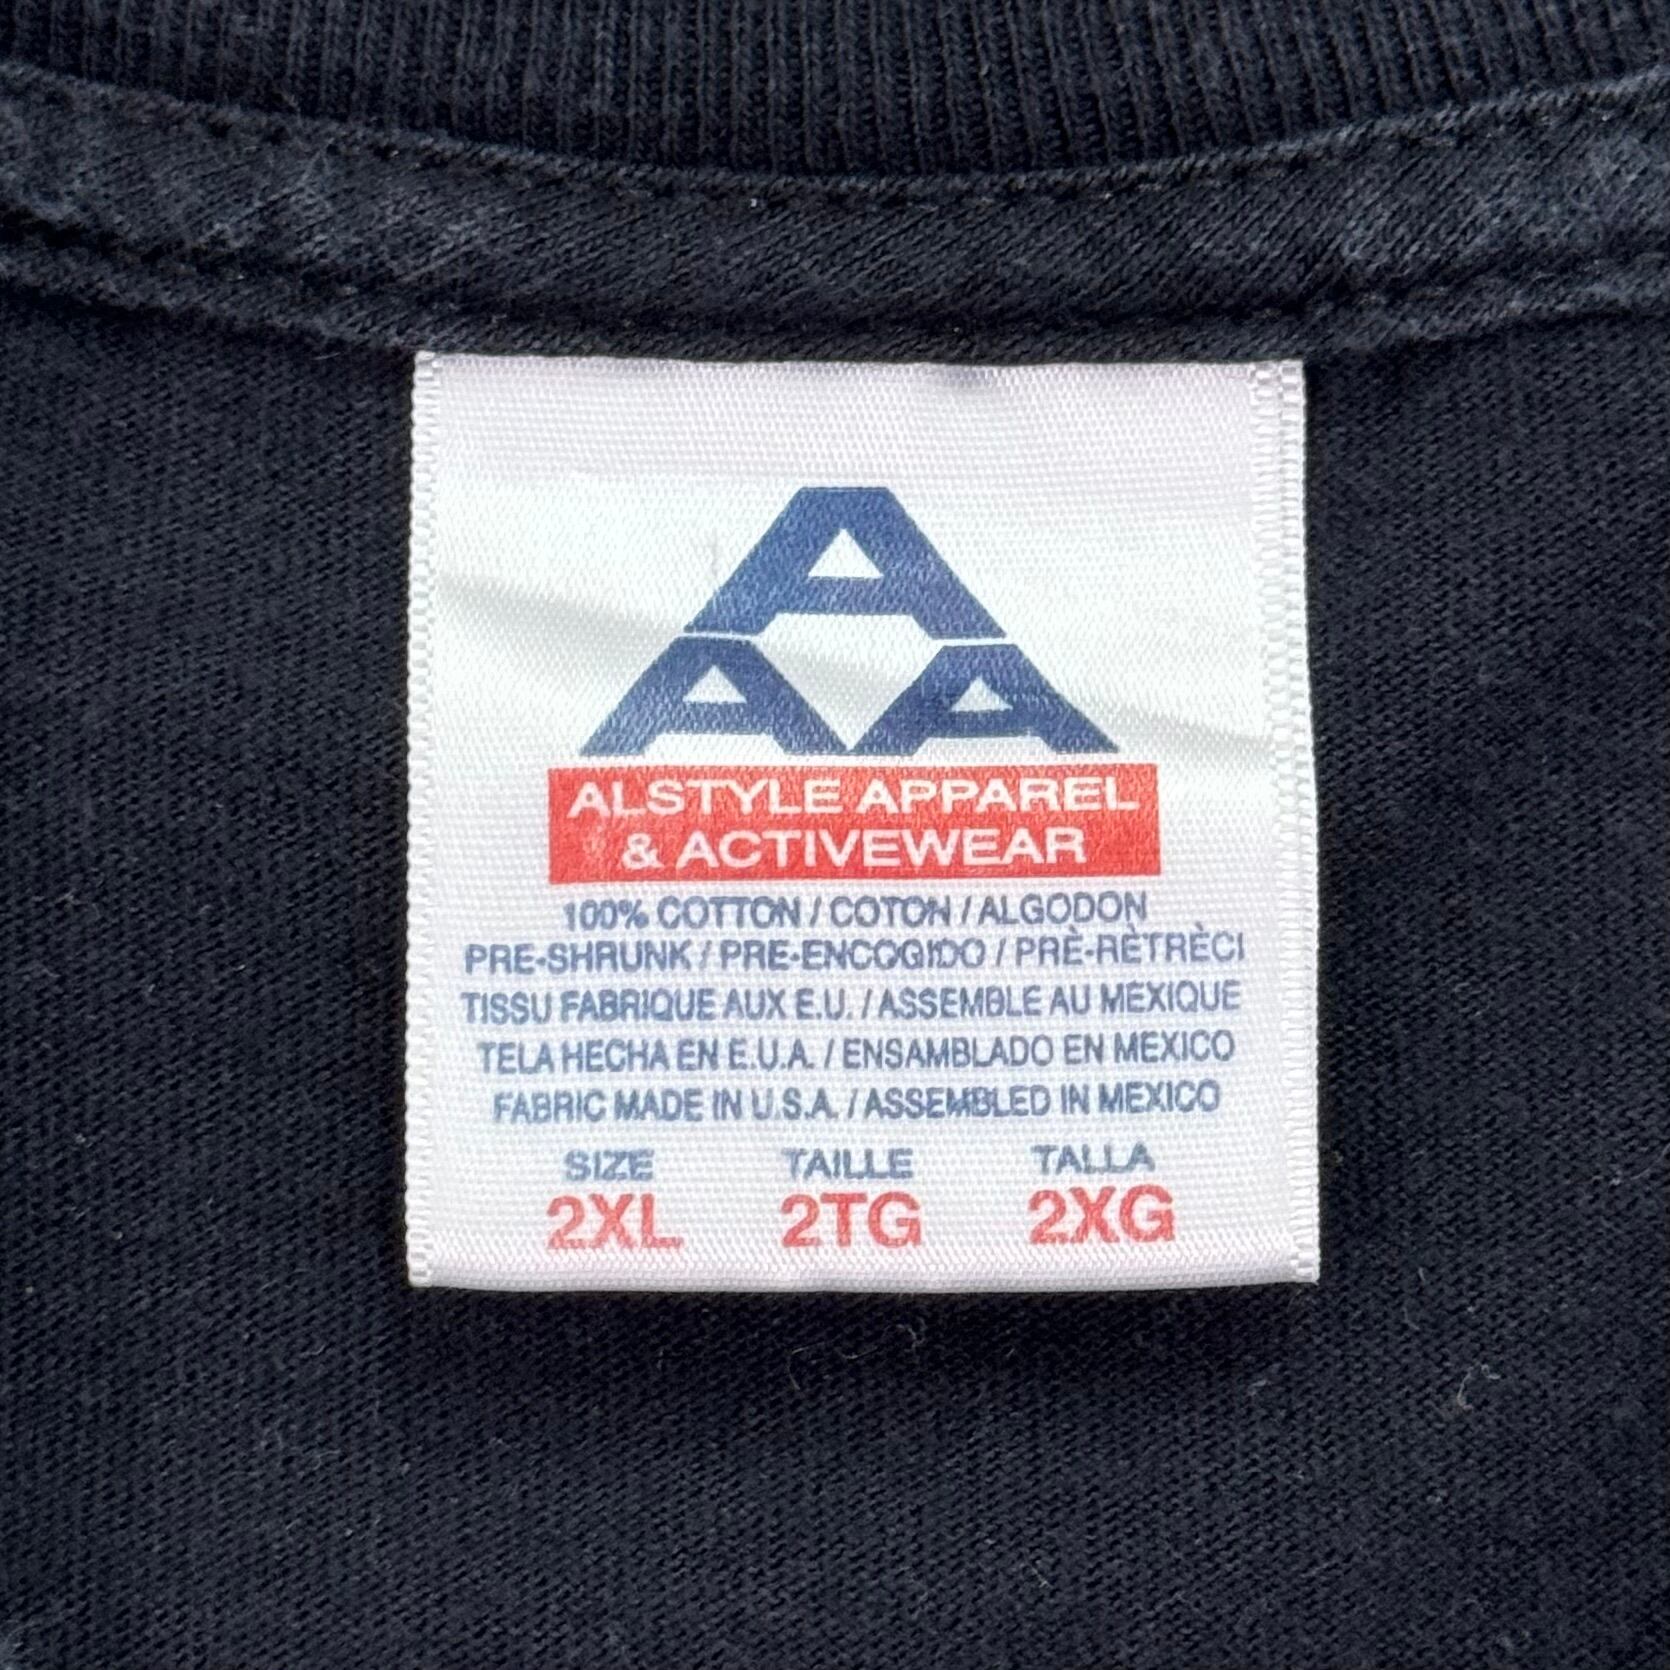 A
A A
ALSTYLE APPAREL
& ACTIVEWEAR
100% COTTON / COTON / ALGODON
PRE-SHRUNK / PRE-ENCOGIDO / PRÈ-RÈTRÈCI
TISSU FABRIQUE AUX E.U. / ASSEMBLE AU MEXIQUE
TELA HECHA EN E.U.A. / ENSAMBLADO EN MEXICO
FABRIC MADE IN U.S.A. / ASSEMBLED IN MEXICO
SIZE TAILLE TALLA
2XL 2TG 2XG